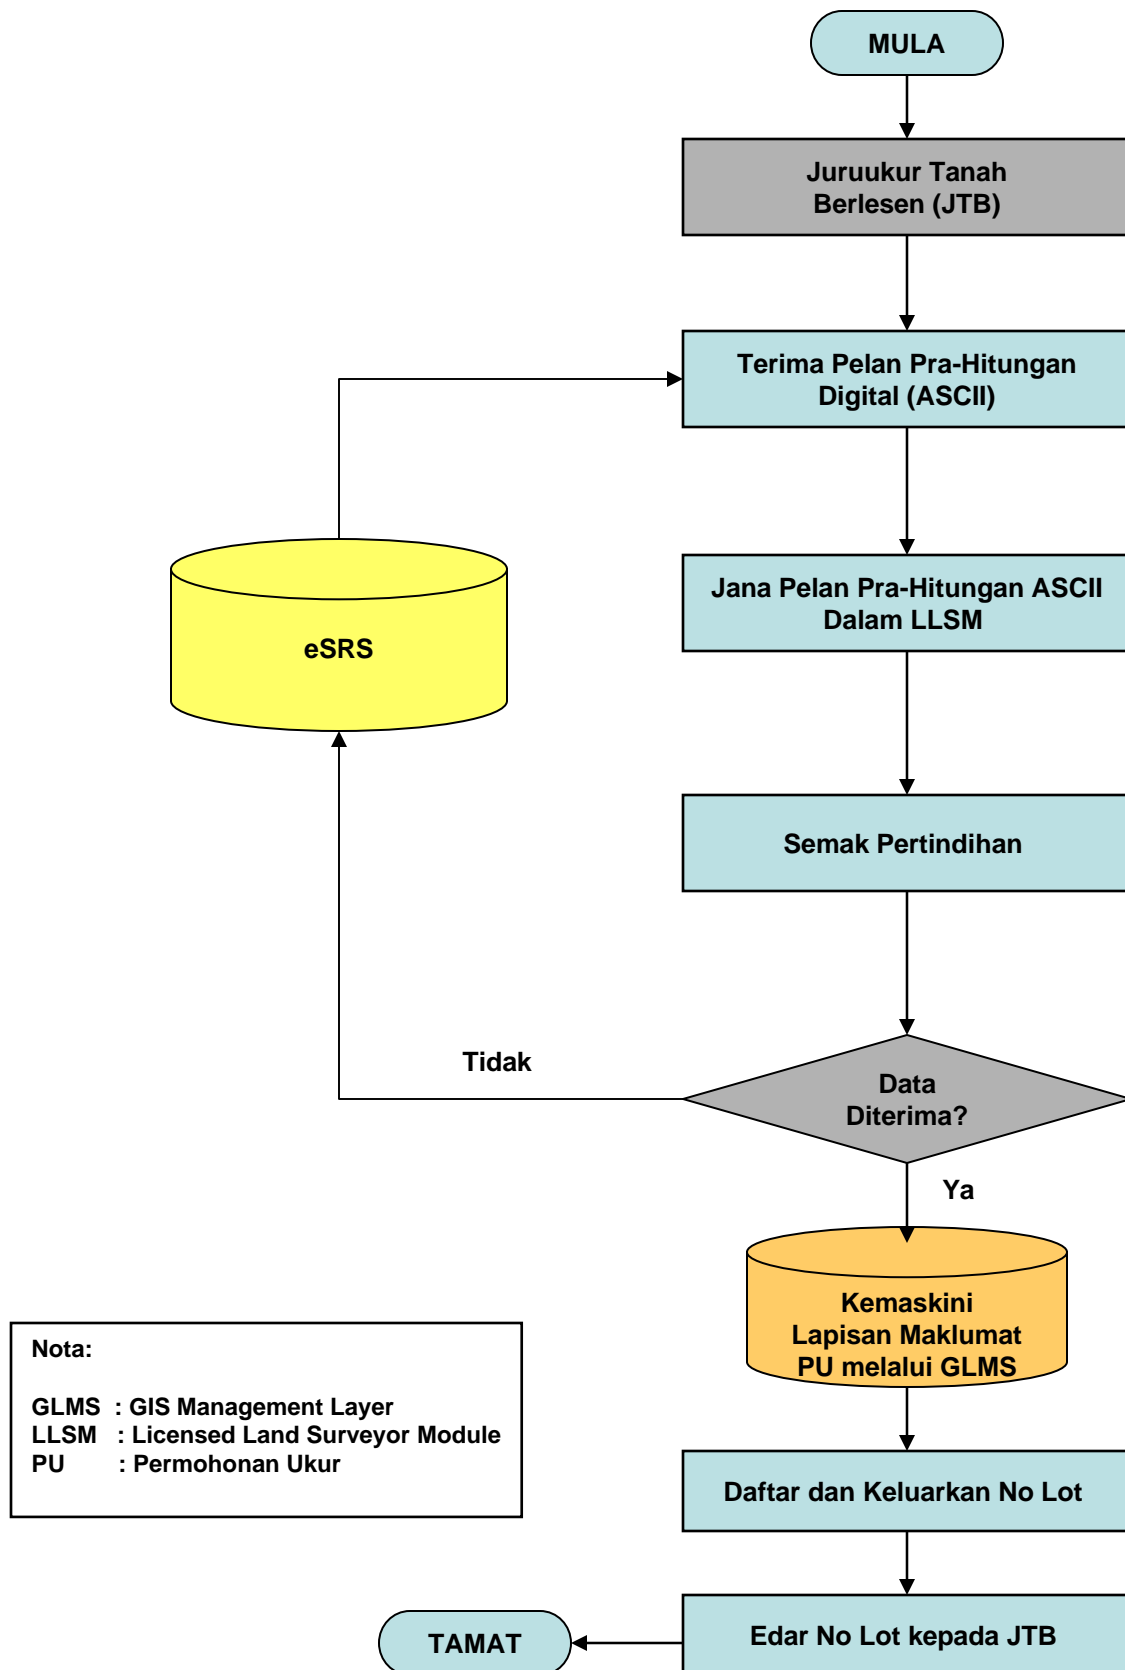 MULA
Juruukur Tanah
Berlesen (JTB)
Terima Pelan Pra-Hitungan
Digital (ASCII)
Jana Pelan Pra-Hitungan ASCII
Dalam LLSM
eSRS
Semak Pertindihan
Tidak
Data
Diterima?
Ya
Kemaskini
Lapisan Maklumat
PU melalui GLMS
Nota:
GLMS : GIS Management Layer
LLSM : Licensed Land Surveyor Module
PU : Permohonan Ukur
Daftar dan Keluarkan No Lot
Edar No Lot kepada JTB
TAMAT